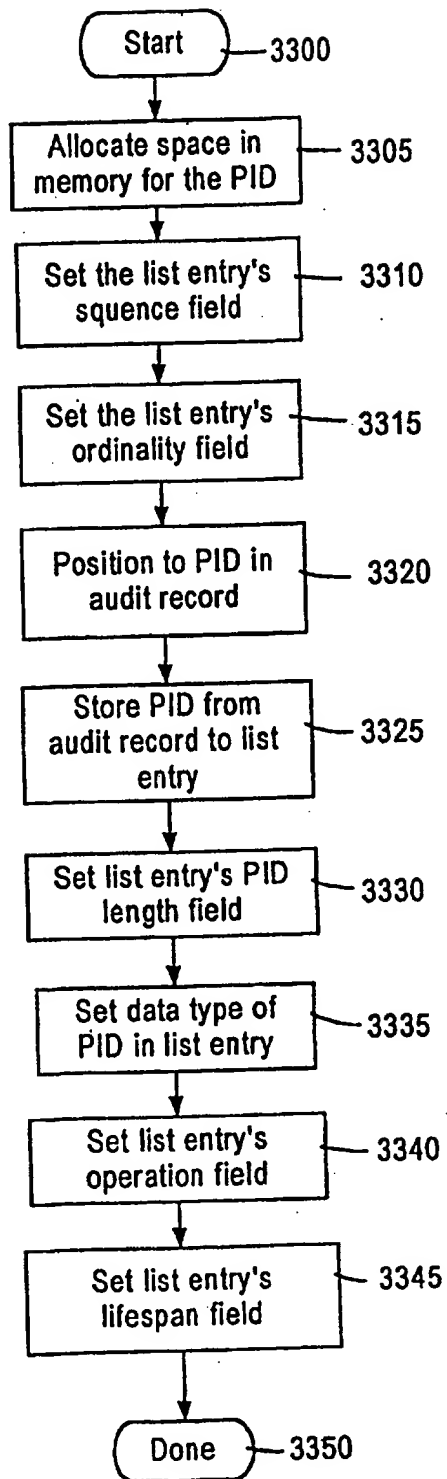 Start
3300
Allocate space in
memory for the PID
3305
Set the list entry's
squence field
3310
Set the list entry's
ordinality field
3315
Position to PID in
audit record
3320
Store PID from
audit record to list
entry
3325
Set list entry's PID
length field
3330
Set data type of
PID in list entry
3335
Set list entry's
operation field
3340
Set list entry's
lifespan field
3345
Done
3350